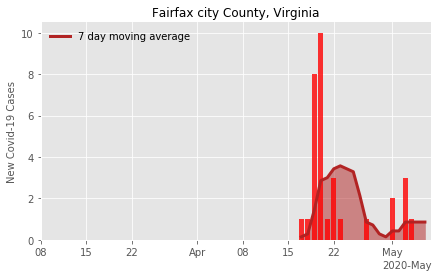 Fairfax city County, Virginia
7 day moving average
New Covid-19 Cases
10
8
6
4
2
0
08 15 22 Apr 08 15 22 May
2020-May